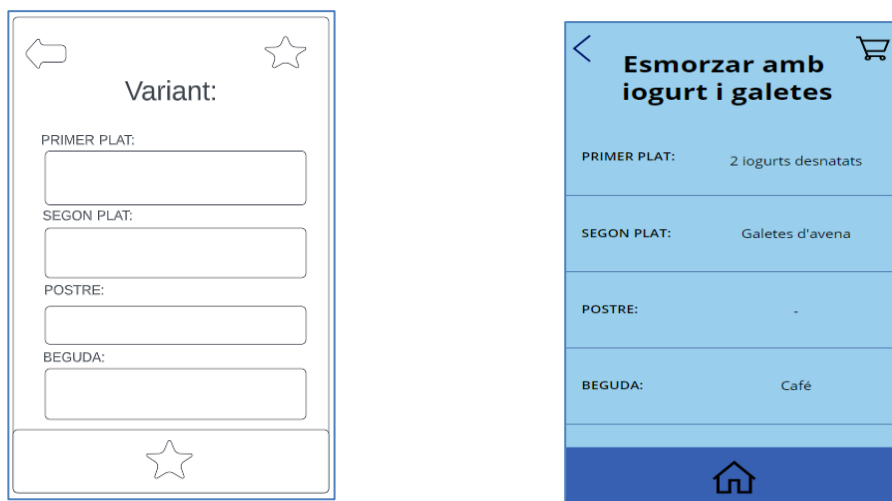 Variant:
PRIMER PLAT:
SEGON PLAT:
POSTRE:
BEGUDA:
Esmorzar amb
iogurt i galetes
PRIMER PLAT: 2 iogurts desnatats
SEGON PLAT: Galetes d'avena
POSTRE: -
BEGUDA: Café